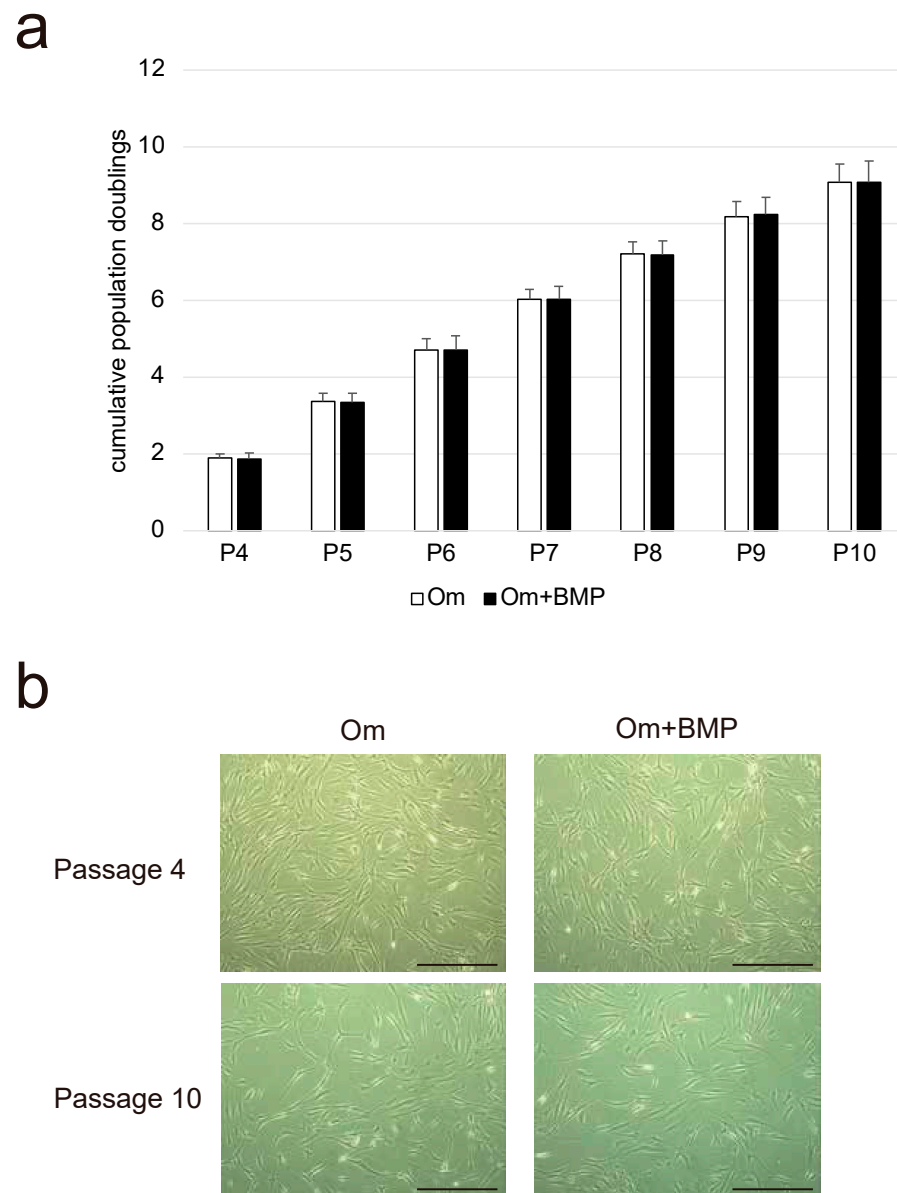 a
cumulative population doublings
12
10
8
6
4
2
0
P4 P5 P6 P7 P8 P9 P10
Om Om+BMP
b
Om Om+BMP
Passage 4
Passage 10